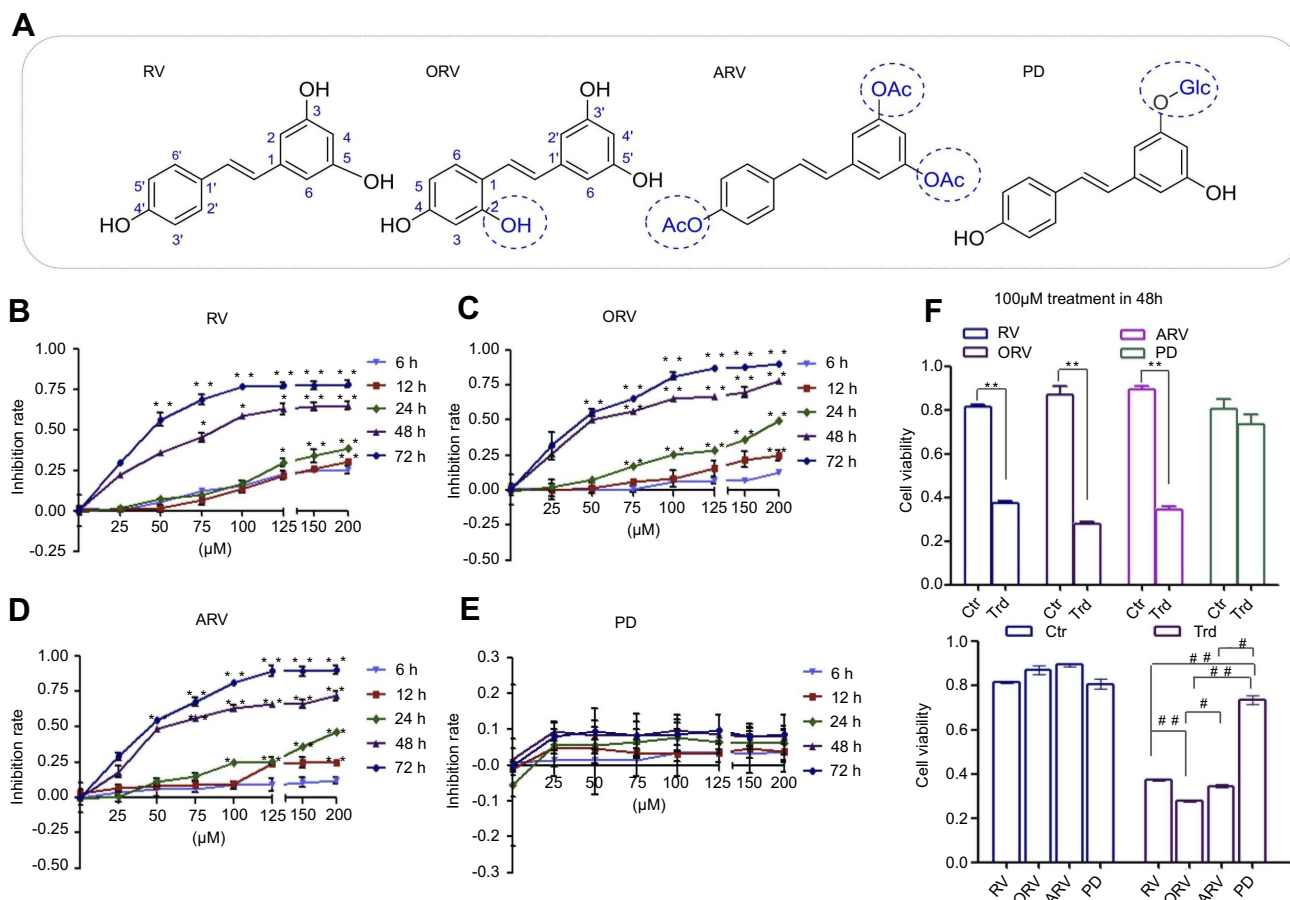 A
RV
ORV
ARV
PD
OH
3
2
4
1
5
6
OH
6'
5'
1'
4'
2'
HO
3'
OH
3'
2'
4'
1'
5'
6
OH
6
5
1
4
2
HO
3
OH
OAc
OAc
AcO
O
Glc
OH
HO
B
RV
Inhibition rate
1.00
0.75
0.50
0.25
0.00
-0.25
25
50
75
100
125
150
200
(µM)
6 h
12 h
24 h
48 h
72 h
C
ORV
Inhibition rate
1.00
0.75
0.50
0.25
0.00
-0.25
-0.50
25
50
75
100
125
150
200
(µM)
6 h
12 h
24 h
48 h
72 h
D
ARV
Inhibition rate
1.00
0.75
0.50
0.25
0.00
-0.25
-0.50
25
50
75
100
125
150
200
(µM)
6 h
12 h
24 h
48 h
72 h
E
PD
Inhibition rate
0.3
0.2
0.1
-0.0
-0.1
-0.2
-0.3
25
50
75
100
125
150
200
(µM)
6 h
12 h
24 h
48 h
72 h
F
100µM treatment in 48h
RV
ARV
ORV
PD
Cell viability
1.0
0.8
0.6
0.4
0.2
0.0
**
**
**
Ctr
Trd
Ctr
Trd
Ctr
Trd
Ctr
Trd
Ctr
Trd
Cell viability
1.0
0.8
0.6
0.4
0.2
0.0
#
# #
# #
# #
#
RV
ORV
ARV
PD
RV
ORV
ARV
PD